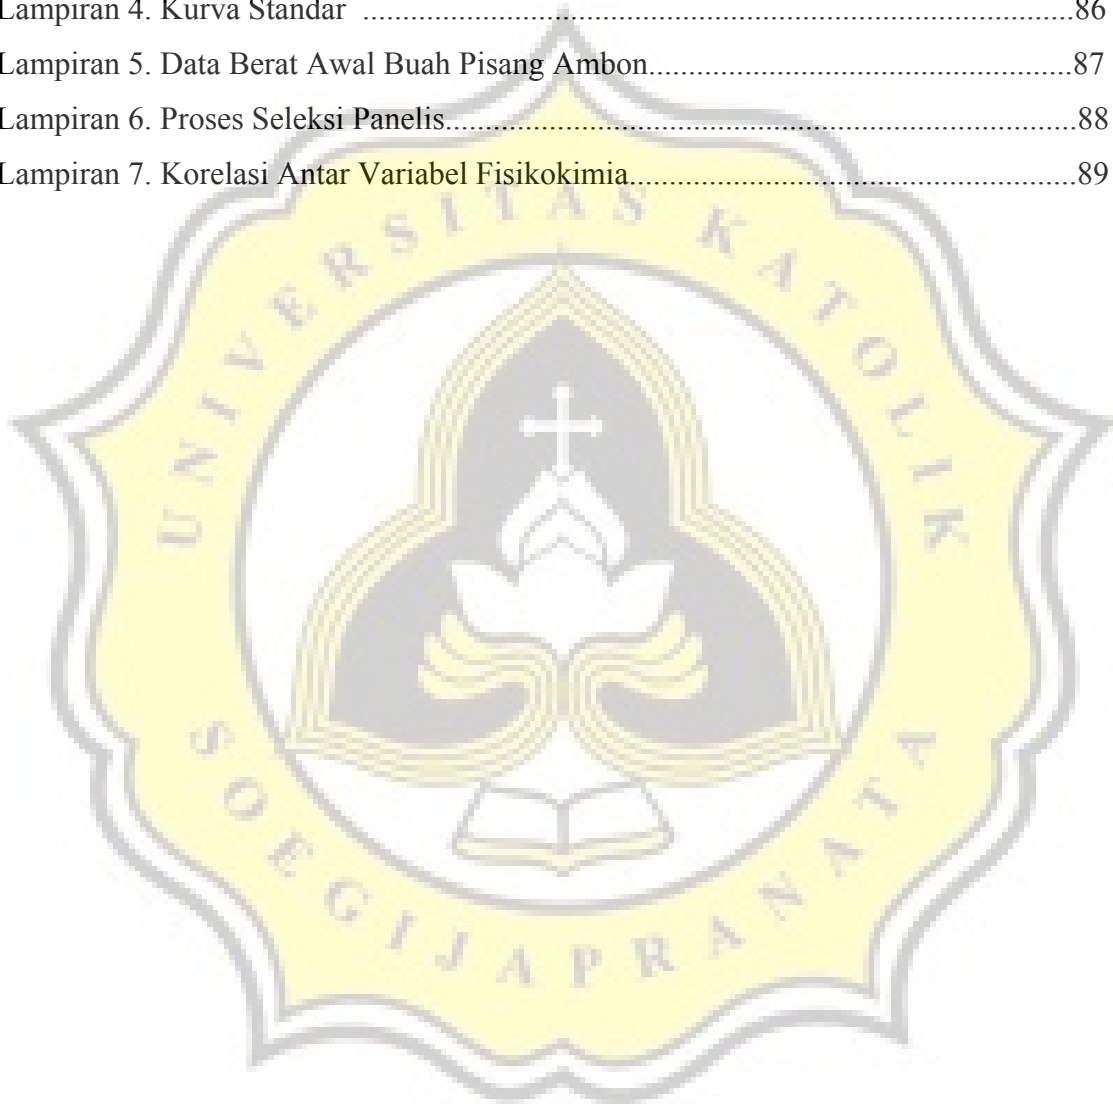 Lampiran 4. Kurva Standar ....................................................................................86
Lampiran 5. Data Berat Awal Buah Pisang Ambon..................................................87
Lampiran 6. Proses Seleksi Panelis...........................................................................88
Lampiran 7. Korelasi Antar Variabel Fisikokimia.....................................................89
UNIVERSITAS KATOLIK
SOEGIJAPRANATA